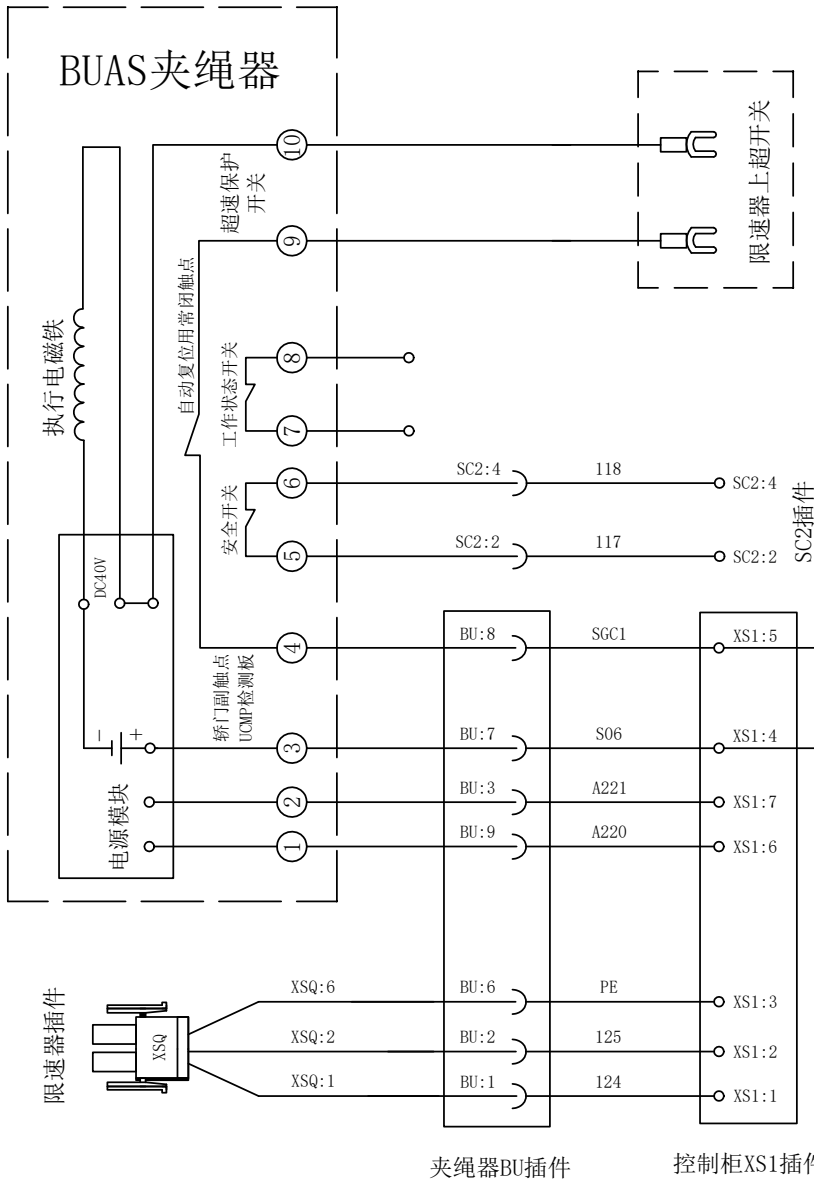 BUAS夹绳器
执行电磁铁
DC40V
电源模块
－
＋
超速保护
开关
自动复位用常闭触点
工作状态开关
安全开关
轿门副触点
UCMP检测板
10
9
8
7
6
5
4
3
2
1
限速器上超开关
SC2:4
118
SC2:4
SC2:2
117
SC2:2
SC2插件
BU:8
SGC1
XS1:5
BU:7
S06
XS1:4
BU:3
A221
XS1:7
BU:9
A220
XS1:6
限速器插件
XSQ
XSQ:6
BU:6
PE
XS1:3
XSQ:2
BU:2
125
XS1:2
XSQ:1
BU:1
124
XS1:1
夹绳器BU插件
控制柜XS1插件